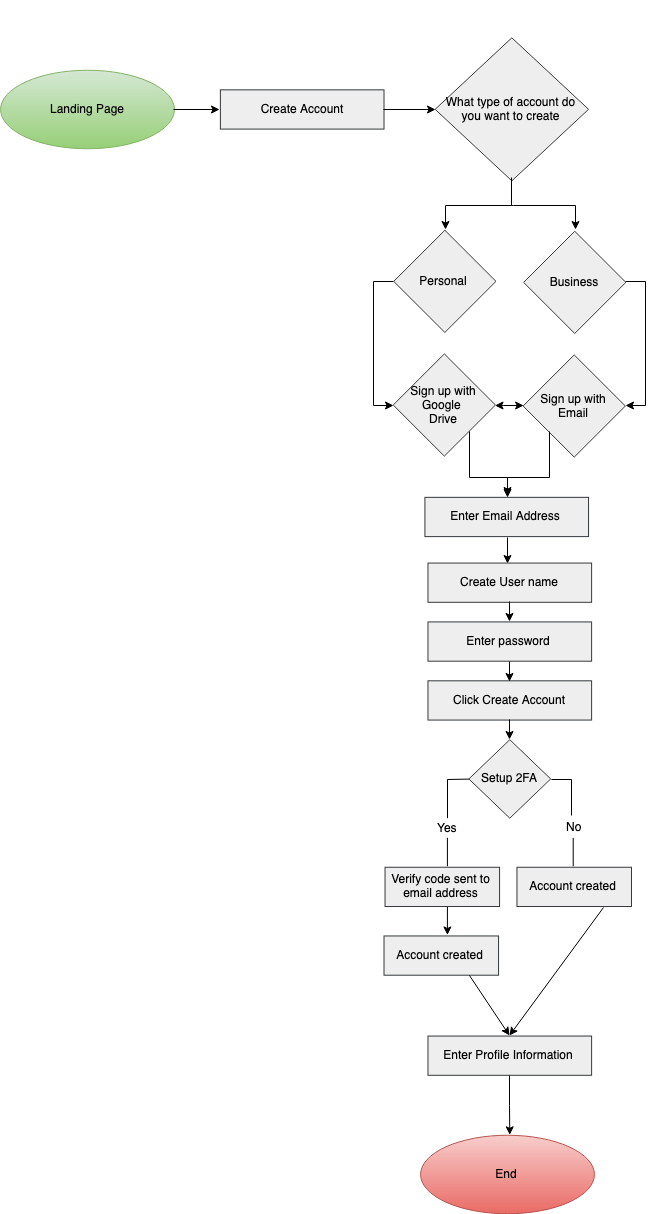 Landing Page
Create Account
What type of account do
you want to create
Personal
Business
Sign up with
Google
Drive
Sign up with
Email
Enter Email Address
Create User name
Enter password
Click Create Account
Setup 2FA
Yes
No
Verify code sent to
email address
Account created
Account created
Enter Profile Information
End